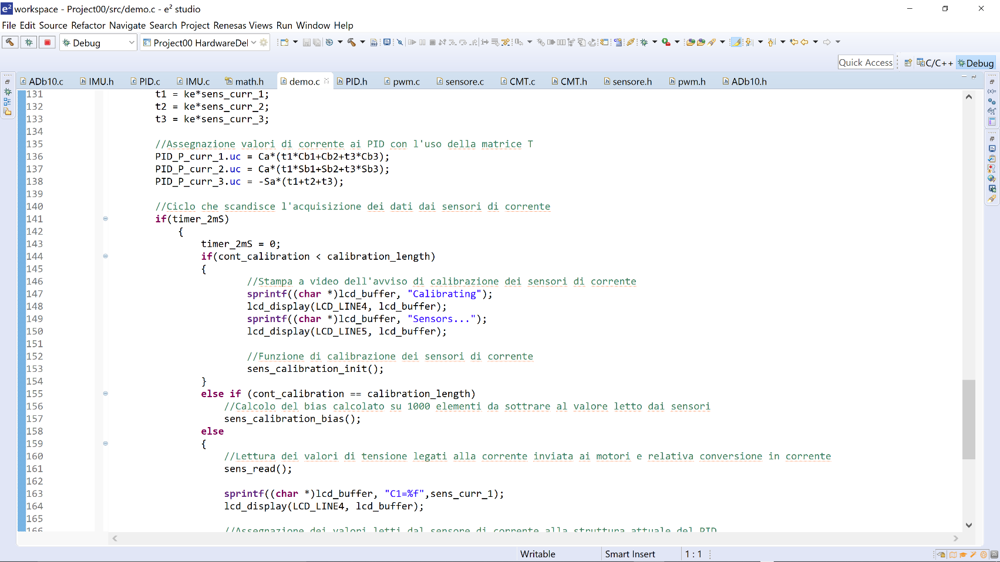 workspace - Project00/src/demo.c - e² studio
File Edit Source Refactor Navigate Search Project Renesas Views Run Window Help
Debug Project00 HardwareDel
Quick Access C/C++ Debug
ADb10.c IMU.h PID.c IMU.c math.h demo.c PID.h pwm.c sensore.c CMT.c CMT.h sensore.h pwm.h ADb10.h
131 t1 = ke*sens_curr_1;
132 t2 = ke*sens_curr_2;
133 t3 = ke*sens_curr_3;
134
135 //Assegnazione valori di corrente ai PID con l'uso della matrice T
136 PID_P_curr_1.uc = Ca*(t1*Cb1+Cb2+t3*Cb3);
137 PID_P_curr_2.uc = Ca*(t1*Sb1+Sb2+t3*Sb3);
138 PID_P_curr_3.uc = -Sa*(t1+t2+t3);
139
140 //Ciclo che scandisce l'acquisizione dei dati dai sensori di corrente
141 if(timer_2mS)
142 {
143 timer_2mS = 0;
144 if(cont_calibration < calibration_length)
145 {
146 //Stampa a video dell'avviso di calibrazione dei sensori di corrente
147 sprintf((char *)lcd_buffer, "Calibrating");
148 lcd_display(LCD_LINE4, lcd_buffer);
149 sprintf((char *)lcd_buffer, "Sensors...");
150 lcd_display(LCD_LINE5, lcd_buffer);
151
152 //Funzione di calibrazione dei sensori di corrente
153 sens_calibration_init();
154 }
155 else if (cont_calibration == calibration_length)
156 //Calcolo del bias calcolato su 1000 elementi da sottrare al valore letto dai sensori
157 sens_calibration_bias();
158 else
159 {
160 //Lettura dei valori di tensione legati alla corrente inviata ai motori e relativa conversione in corrente
161 sens_read();
162
163 sprintf((char *)lcd_buffer, "C1=%f",sens_curr_1);
164 lcd_display(LCD_LINE4, lcd_buffer);
165
166 //Assegnazione dei valori letti dal sensore di corrente alla struttura attuale del PID
Writable Smart Insert 1 : 1